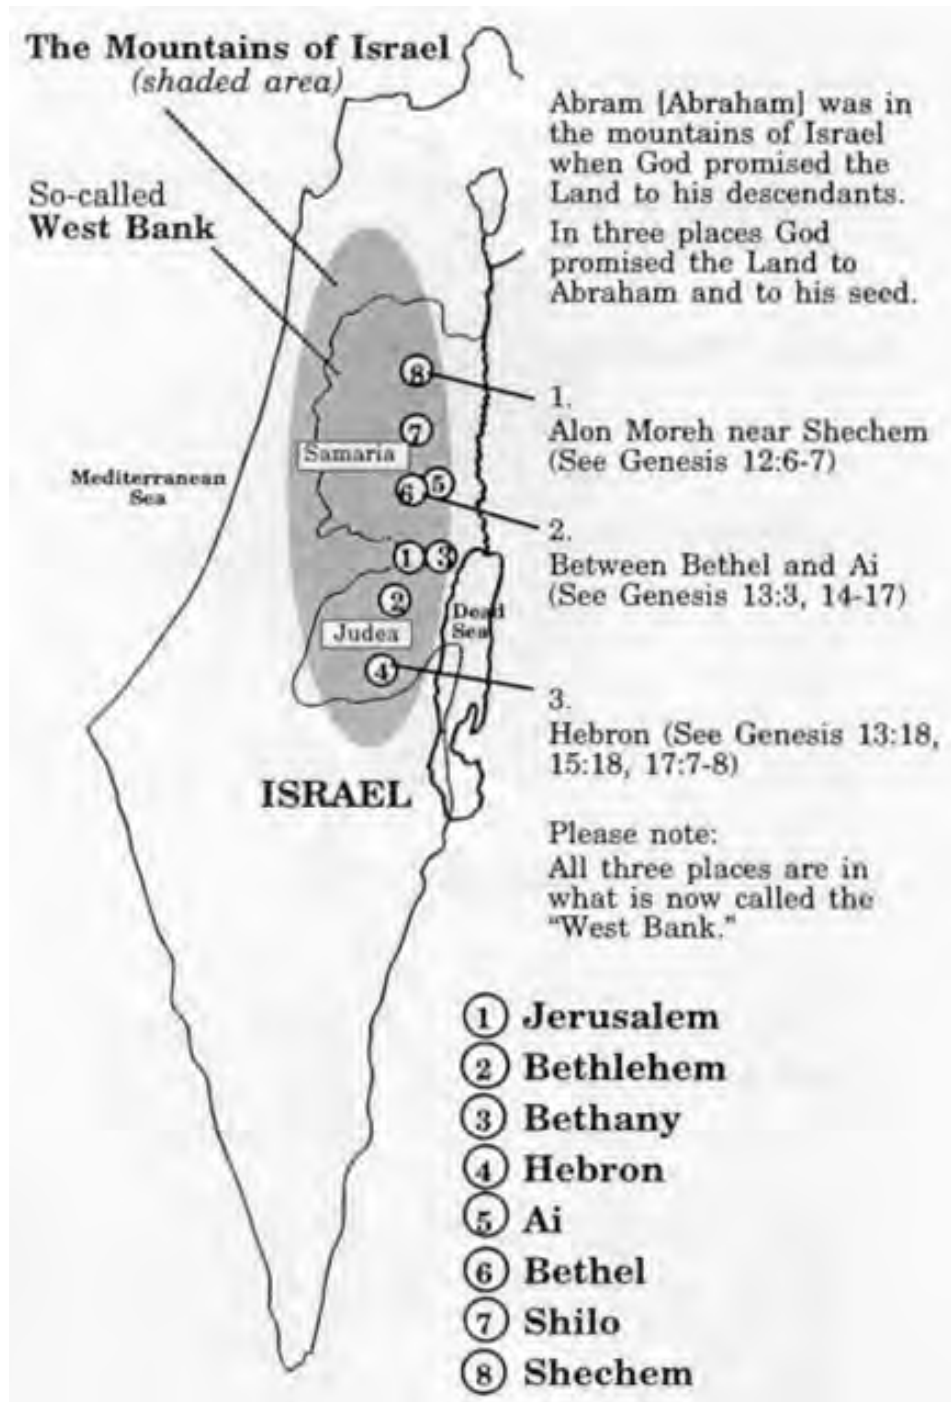 The Mountains of Israel
(shaded area)
So-called
West Bank
Abram [Abraham] was in
the mountains of Israel
when God promised the
Land to his descendants.
In three places God
promised the Land to
Abraham and to his seed.
1.
Alon Moreh near Shechem
(See Genesis 12:6-7)
2.
Between Bethel and Ai
(See Genesis 13:3, 14-17)
3.
Hebron (See Genesis 13:18,
15:18, 17:7-8)
Please note:
All three places are in
what is now called the
"West Bank."
8
7
Samaria
Mediterranean
Sea
6
5
1
3
2
Dead
Sea
Judea
4
ISRAEL
1 Jerusalem
2 Bethlehem
3 Bethany
4 Hebron
5 Ai
6 Bethel
7 Shilo
8 Shechem